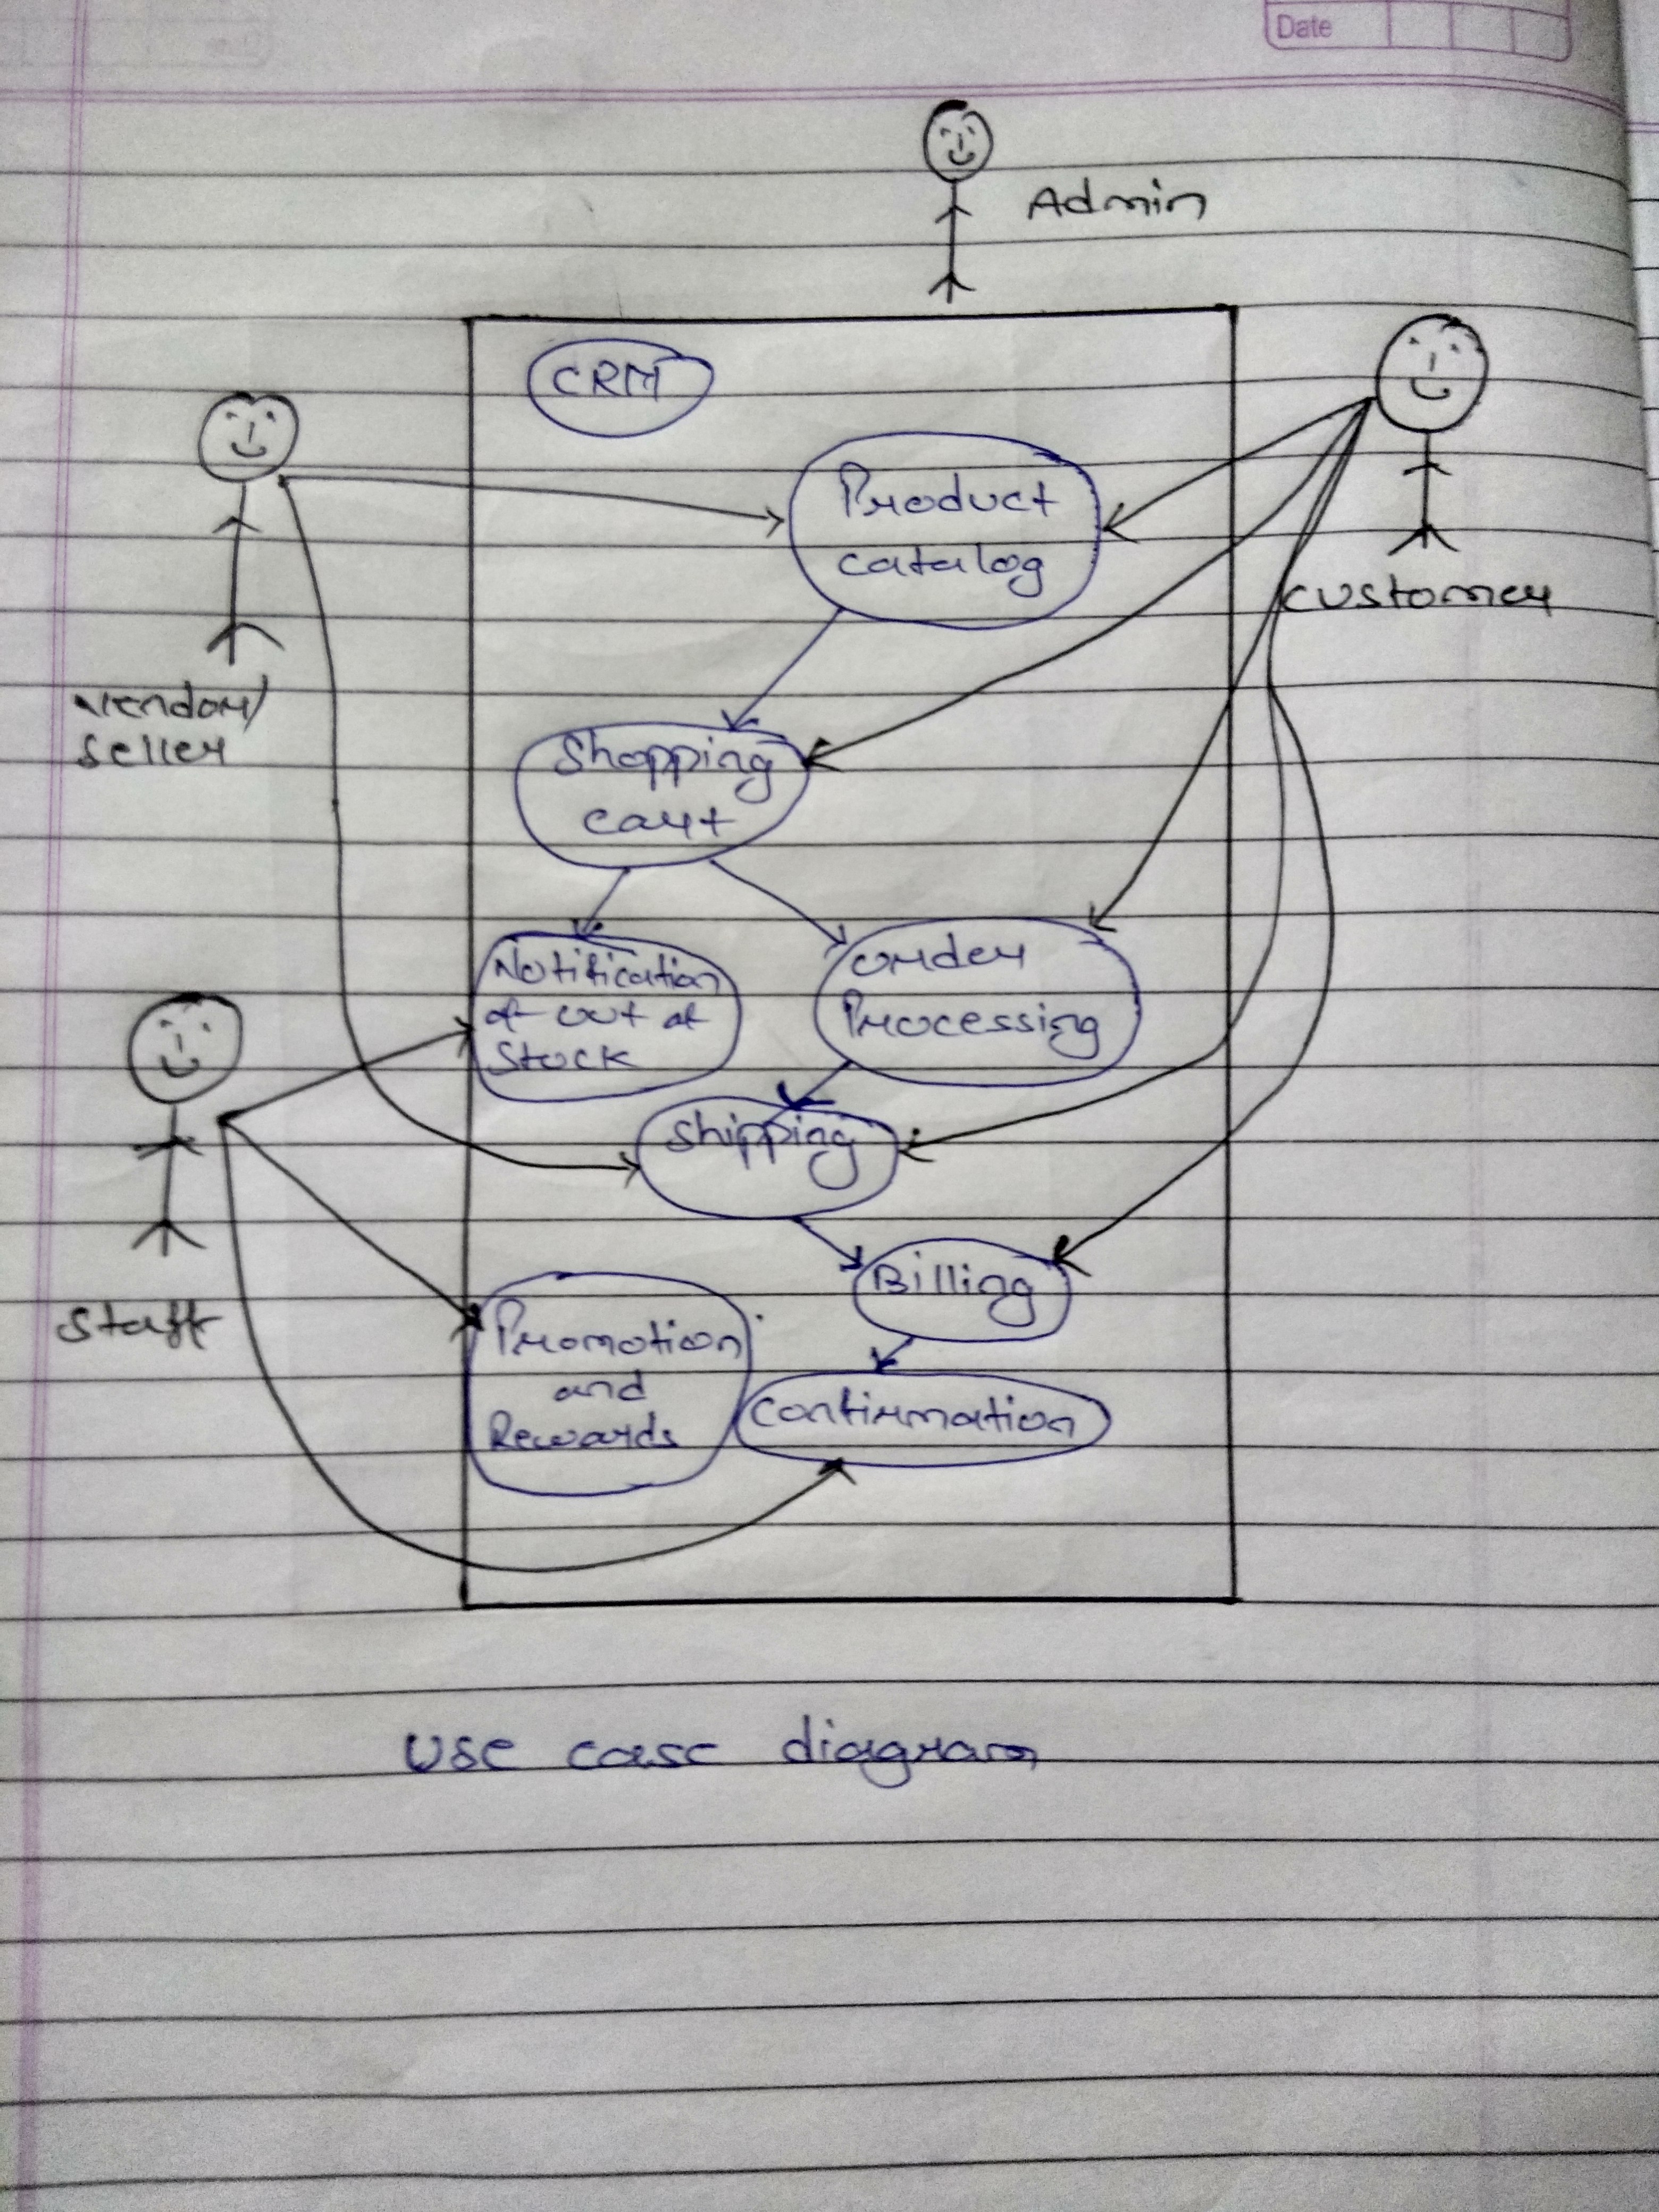 Date
Admin
CRM
Product
catalog
customer
vendor/
seller
Shopping
cart
Notification
of out of
stock
order
Processing
shipping
Billing
staff
Promotion
and
Rewards
confirmation
use case diagram